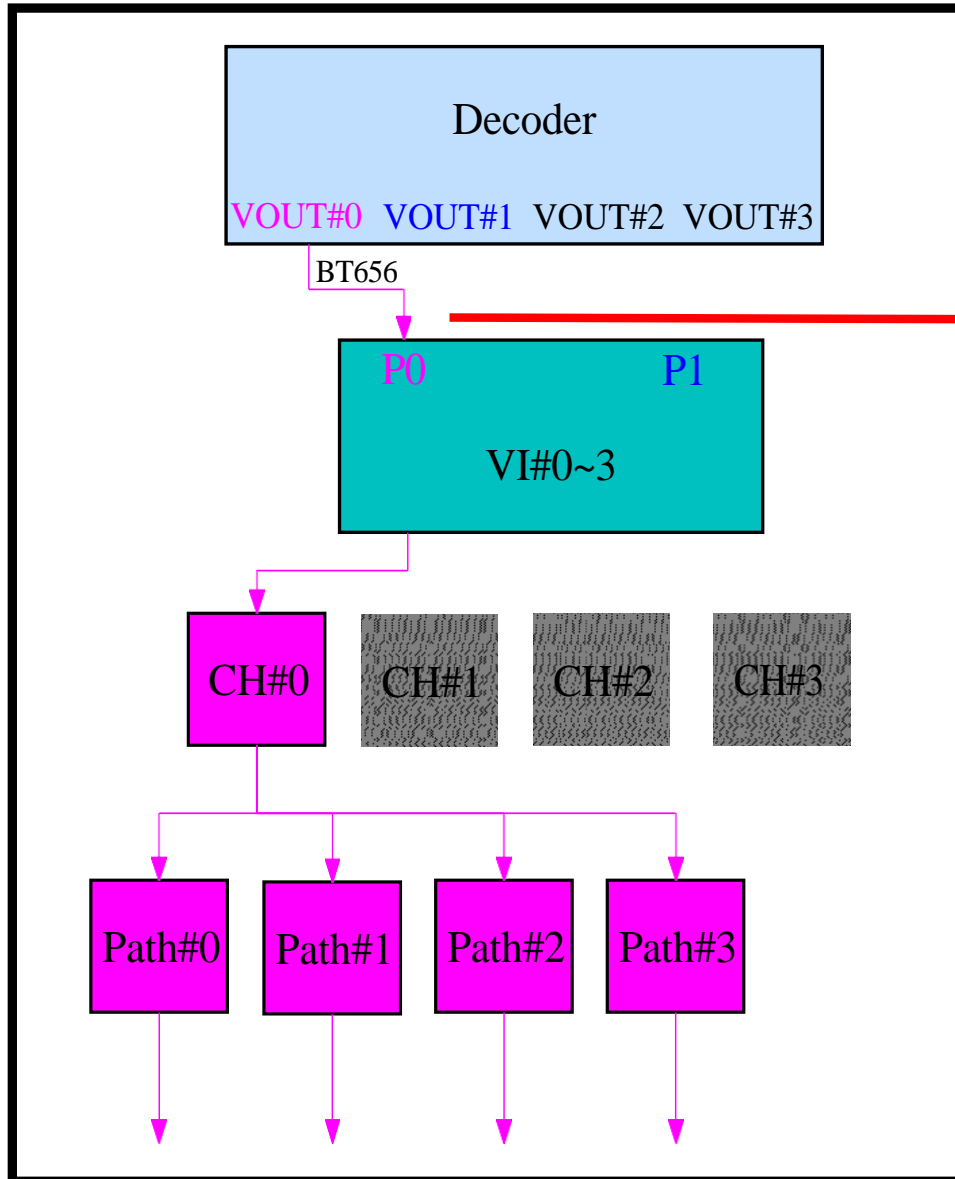 Decoder
VOUT#0 VOUT#1 VOUT#2 VOUT#3
BT656
P0 P1
VI#0~3
CH#0 CH#1 CH#2 CH#3
Path#0 Path#1 Path#2 Path#3